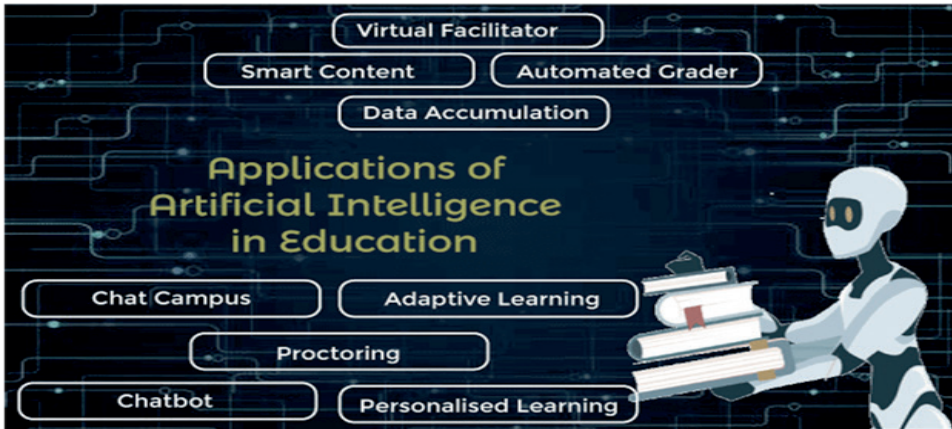 Virtual Facilitator
Smart Content
Automated Grader
Data Accumulation
Applications of
Artificial Intelligence
in Education
Chat Campus
Adaptive Learning
Proctoring
Chatbot
Personalised Learning